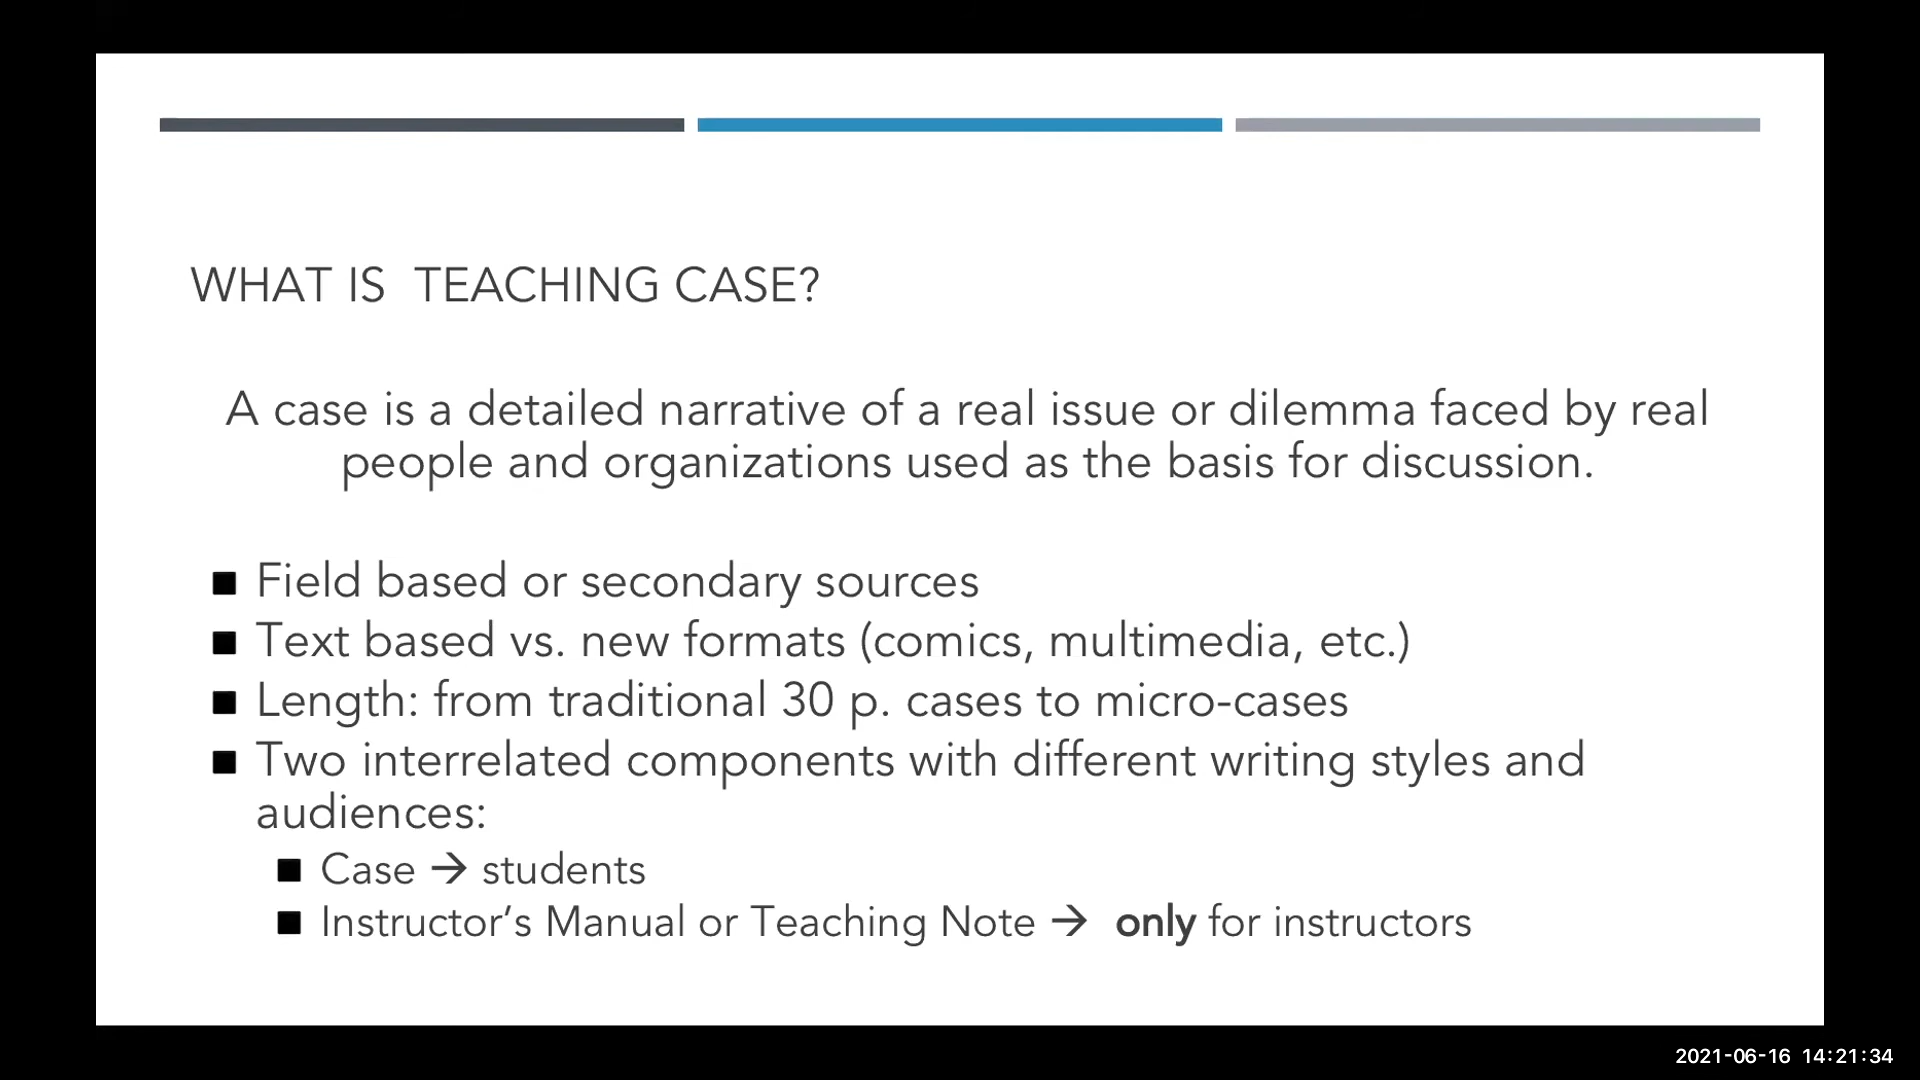 WHAT IS  TEACHING CASE?
A case is a detailed narrative of a real issue or dilemma faced by real
people and organizations used as the basis for discussion.
■ Field based or secondary sources
■ Text based vs. new formats (comics, multimedia, etc.)
■ Length: from traditional 30 p. cases to micro-cases
■ Two interrelated components with different writing styles and
audiences:
■ Case → students
■ Instructor’s Manual or Teaching Note → only for instructors
2021-06-16 14:21:34